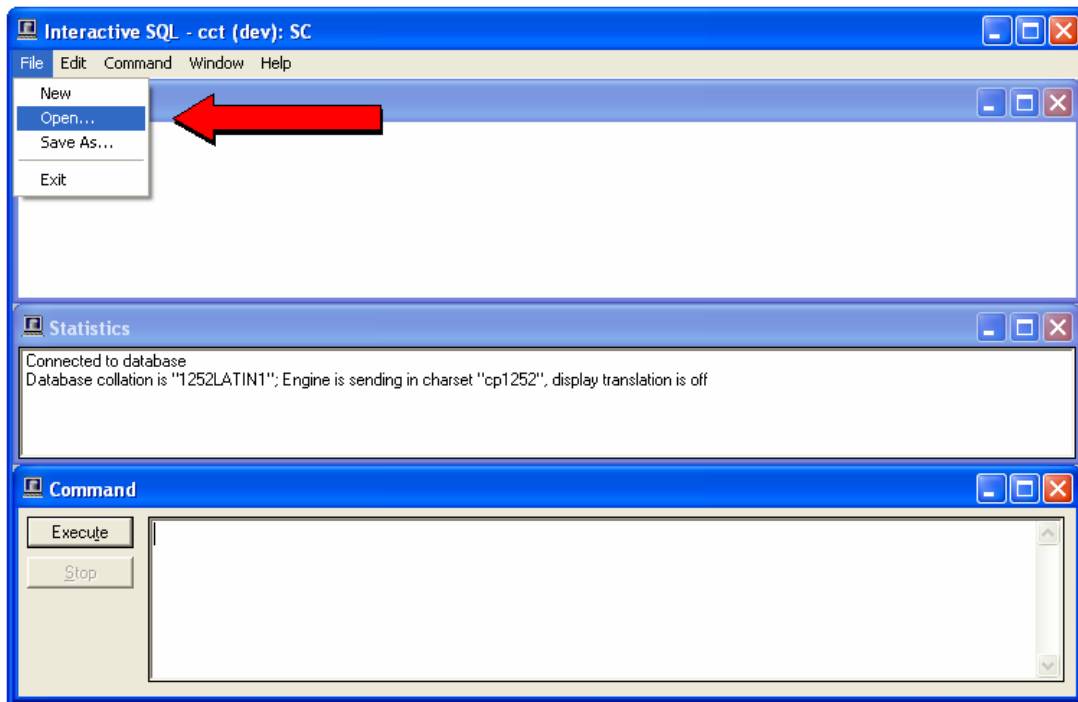 Interactive SQL - cct (dev): SC
File Edit Command Window Help
New
Open...
Save As...
Exit
Statistics
Connected to database
Database collation is "1252LATIN1"; Engine is sending in charset "cp1252", display translation is off
Command
Execute
Stop